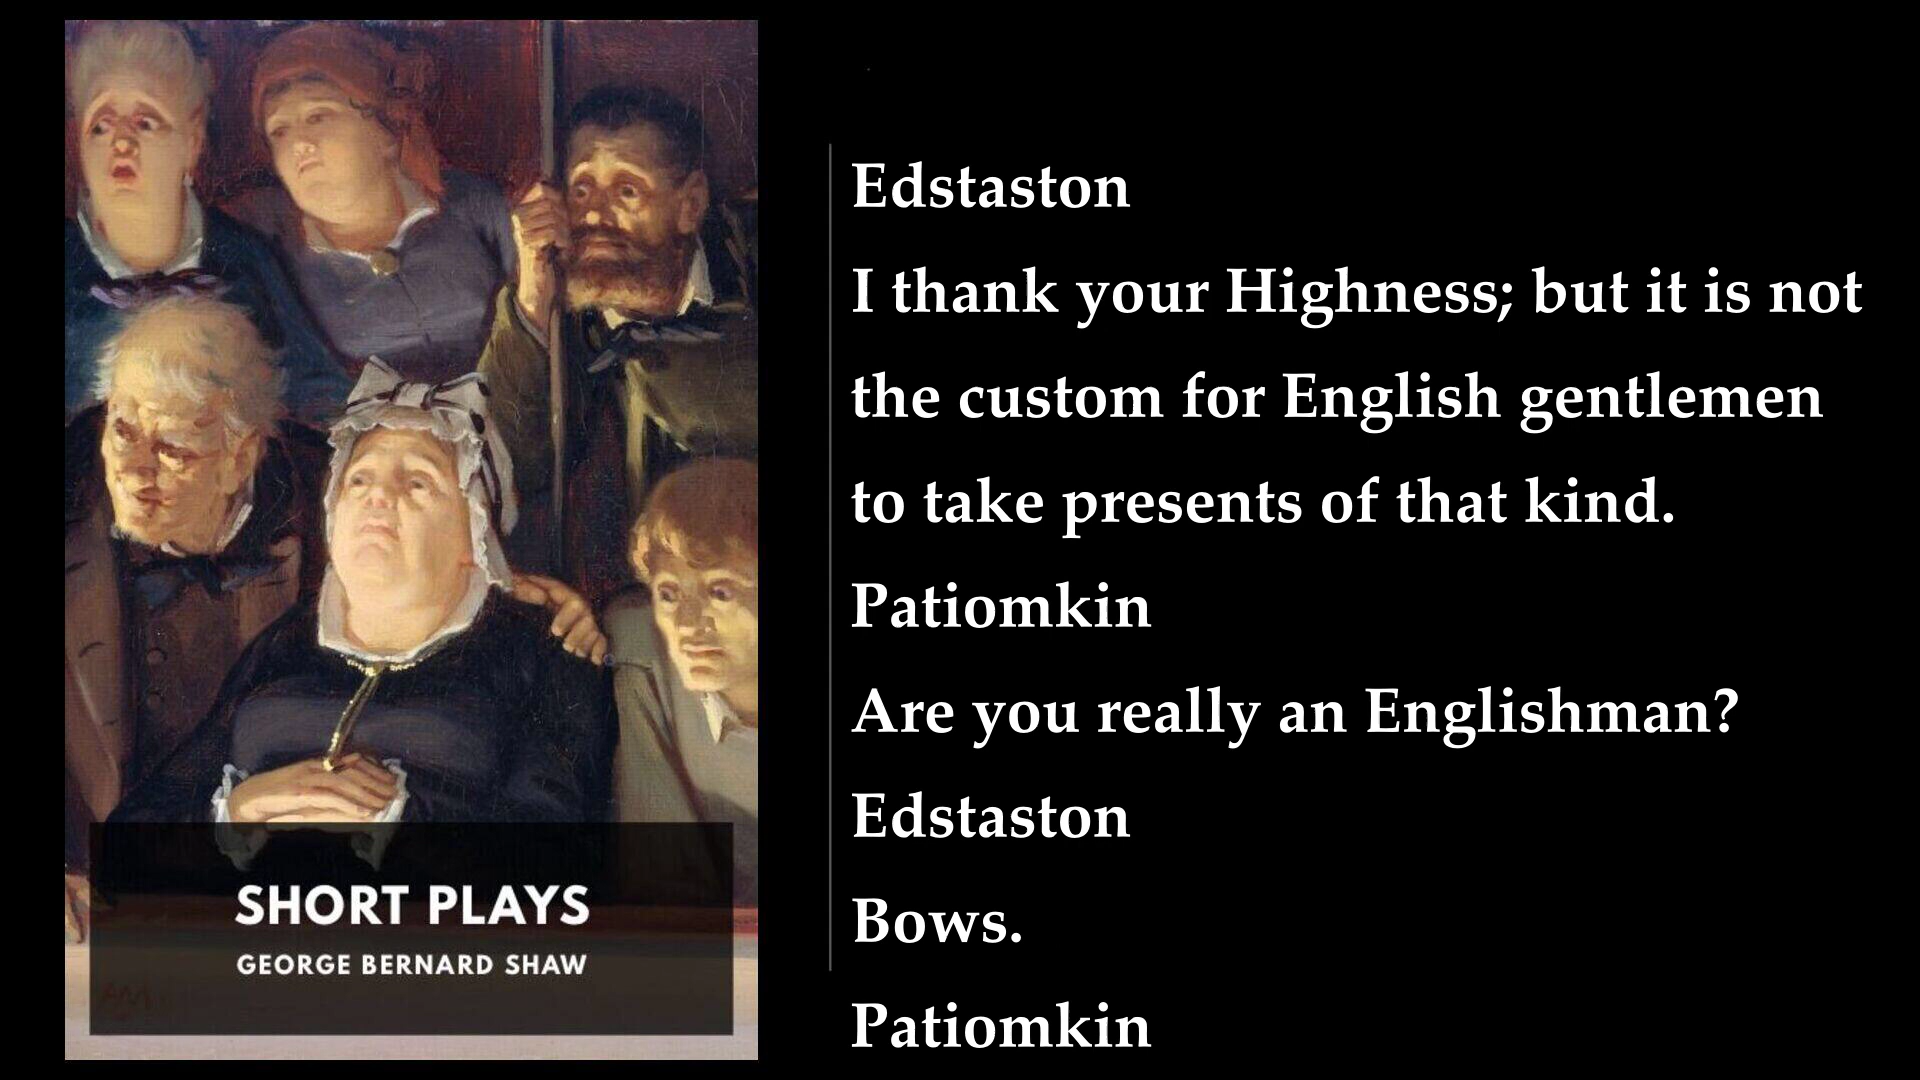 SHORT PLAYS
GEORGE BERNARD SHAW
Edstaston
I thank your Highness; but it is not
the custom for English gentlemen
to take presents of that kind.
Patiomkin
Are you really an Englishman?
Edstaston
Bows.
Patiomkin